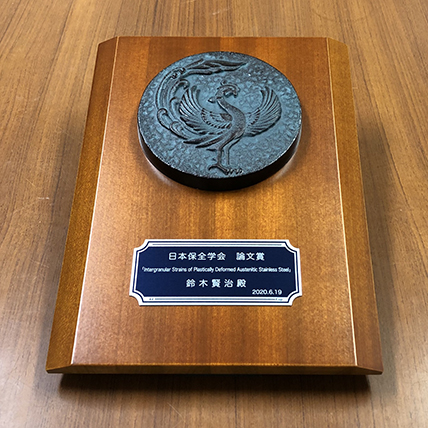 日本保全学会 論文賞
「Intergranular Strains of Plastically Deformed Austenitic Stainless Steel」
鈴木賢治殿
2020.6.19